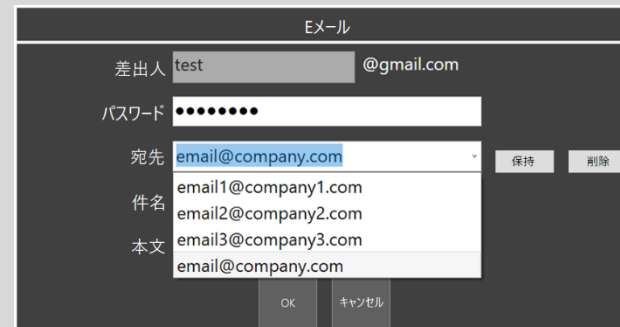 Eメール
差出人 test @gmail.com
パスワード ●●●●●●●●
宛先 email@company.com 保持 削除
email1@company1.com
件名 email2@company2.com
本文 email3@company3.com
email@company.com
OK キャンセル